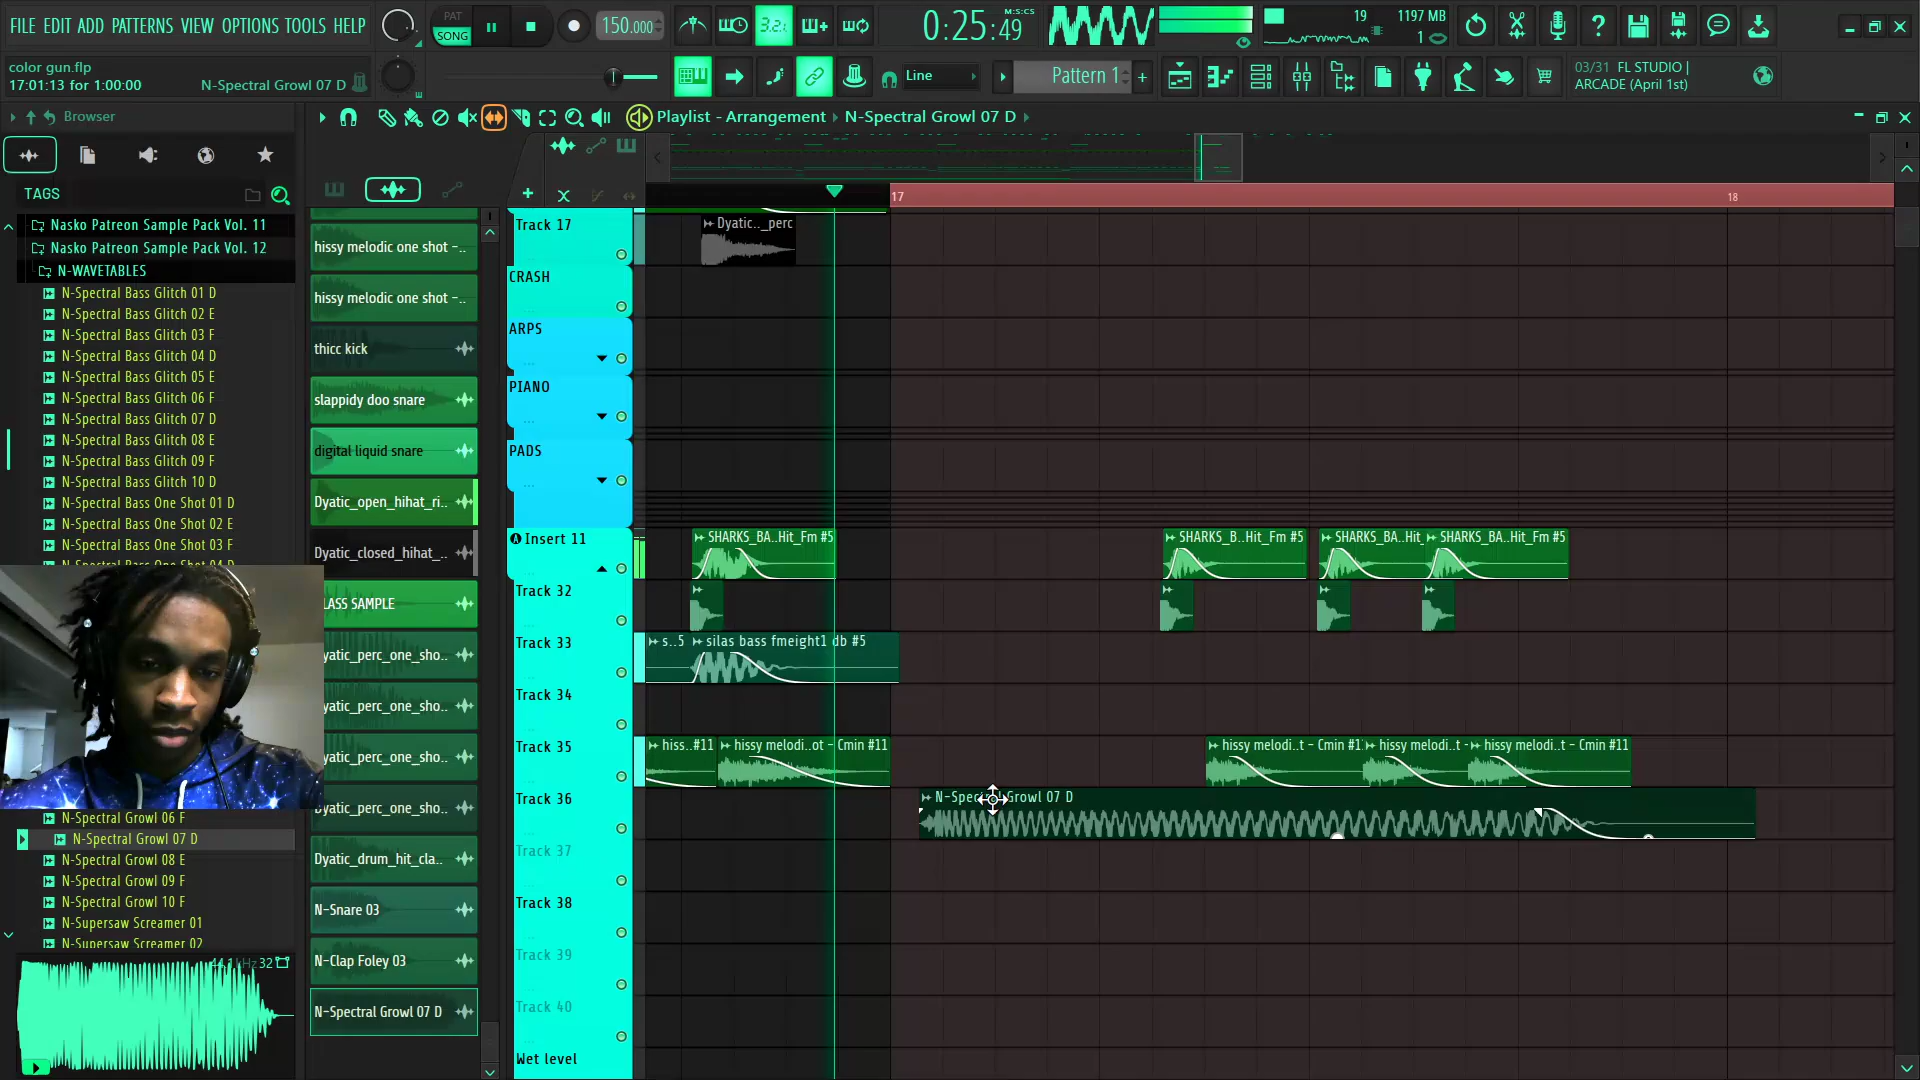 FILE EDIT ADD PATTERNS VIEW OPTIONS TOOLS HELP
PAT
SONG
150.000
3.2.1
0:25:49
M:S:CS
19
1197 MB
1
color gun.flp
17:01:13 for 1:00:00
N-Spectral Growl 07 D
Line
Pattern 1
03/31 FL STUDIO |
ARCADE (April 1st)
Browser
Playlist - Arrangement
N-Spectral Growl 07 D
TAGS
17
18
Nasko Patreon Sample Pack Vol. 11
Nasko Patreon Sample Pack Vol. 12
N-WAVETABLES
N-Spectral Bass Glitch 01 D
N-Spectral Bass Glitch 02 E
N-Spectral Bass Glitch 03 F
N-Spectral Bass Glitch 04 D
N-Spectral Bass Glitch 05 E
N-Spectral Bass Glitch 06 F
N-Spectral Bass Glitch 07 D
N-Spectral Bass Glitch 08 E
N-Spectral Bass Glitch 09 F
N-Spectral Bass Glitch 10 D
N-Spectral Bass One Shot 01 D
N-Spectral Bass One Shot 02 E
N-Spectral Bass One Shot 03 F
N-Spectral Growl 06 F
N-Spectral Growl 07 D
N-Spectral Growl 08 E
N-Spectral Growl 09 F
N-Spectral Growl 10 F
N-Supersaw Screamer 01
N-Supersaw Screamer 02
32
hissy melodic one shot -..
hissy melodic one shot -..
thicc kick
slappidy doo snare
digital liquid snare
Dyatic_open_hihat_ri..
Dyatic_closed_hihat_..
LASS SAMPLE
yatic_perc_one_sho..
yatic_perc_one_sho..
yatic_perc_one_sho..
yatic_perc_one_sho..
Dyatic_drum_hit_cla..
N-Snare 03
N-Clap Foley 03
N-Spectral Growl 07 D
Track 17
Dyatic.._perc
CRASH
ARPS
PIANO
PADS
Insert 11
SHARKS_BA..Hit_Fm #5
SHARKS_B..Hit_Fm #5
SHARKS_BA..Hit_
SHARKS_BA..Hit_Fm #5
Track 32
Track 33
s..5
silas bass fmeight1 db #5
Track 34
Track 35
hiss..#11
hissy melodi..ot - Cmin #11
hissy melodi..t - Cmin #1
hissy melodi..t -
hissy melodi..t - Cmin #11
Track 36
Growl 07 D
Track 37
Track 38
Track 39
Track 40
Wet level